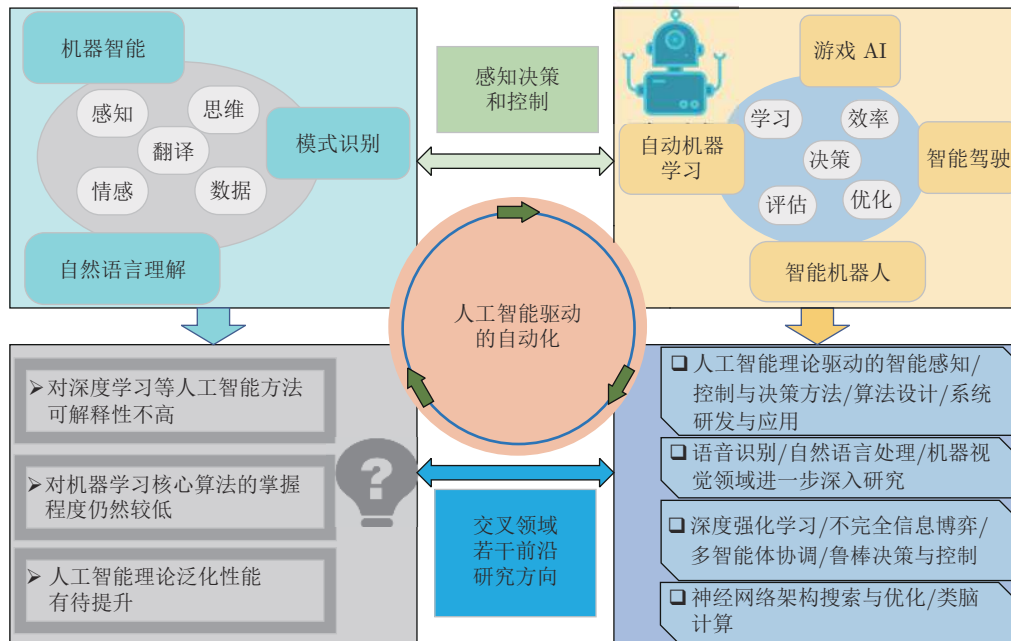 机器智能
感知
思维
翻译
情感
数据
模式识别
自然语言理解
感知决策
和控制
游戏 AI
学习
效率
决策
评估
优化
自动机器
学习
智能驾驶
智能机器人
人工智能驱动
的自动化
➢对深度学习等人工智能方法
可解释性不高
➢对机器学习核心算法的掌握
程度仍然较低
➢人工智能理论泛化性能
有待提升
?
交叉领域
若干前沿
研究方向
❑人工智能理论驱动的智能感知/
控制与决策方法/算法设计/系统
研发与应用
❑语音识别/自然语言处理/机器视
觉领域进一步深入研究
❑深度强化学习/不完全信息博弈/
多智能体协调/鲁棒决策与控制
❑神经网络架构搜索与优化/类脑
计算